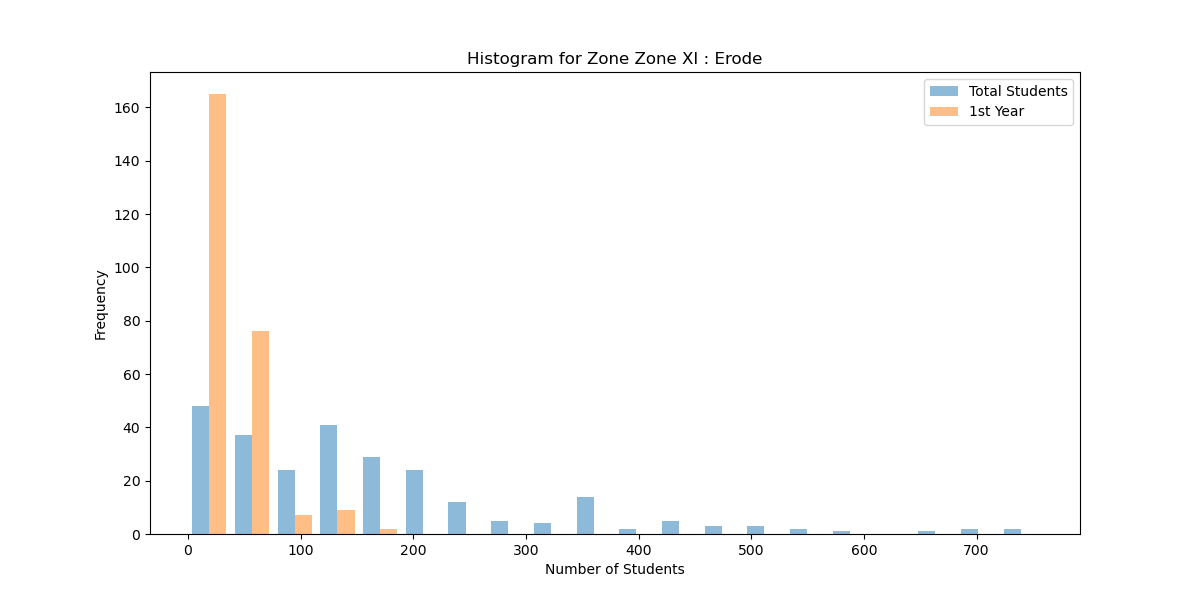 Histogram for Zone Zone XI : Erode
Total Students
1st Year
160
140
120
100
80
60
40
20
0
Frequency
0 100 200 300 400 500 600 700
Number of Students